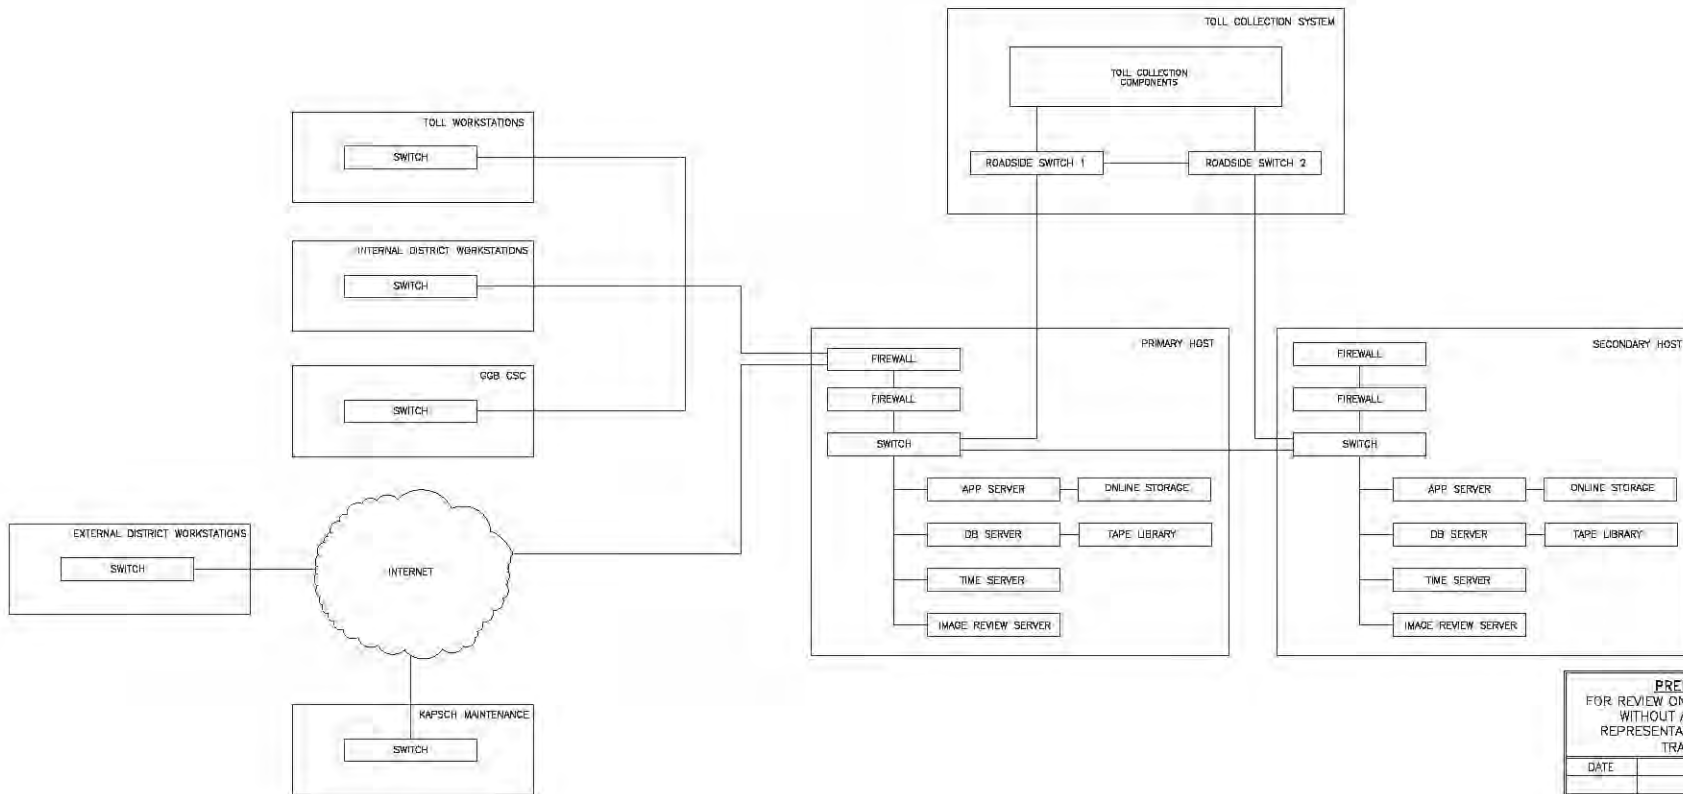 TOLL COLLECTION SYSTEM
TOLL COLLECTION
COMPONENTS
ROADSIDE SWITCH 1
ROADSIDE SWITCH 2
TOLL WORKSTATIONS
SWITCH
INTERNAL DISTRICT WORKSTATIONS
SWITCH
GGB CSC
SWITCH
EXTERNAL DISTRICT WORKSTATIONS
SWITCH
INTERNET
KAPSCH MAINTENANCE
SWITCH
PRIMARY HOST
FIREWALL
FIREWALL
SWITCH
APP SERVER
ONLINE STORAGE
DB SERVER
TAPE LIBRARY
TIME SERVER
IMAGE REVIEW SERVER
SECONDARY HOST
FIREWALL
FIREWALL
SWITCH
APP SERVER
ONLINE STORAGE
DB SERVER
TAPE LIBRARY
TIME SERVER
IMAGE REVIEW SERVER
FOR REVIEW
WITHOUT
DATE